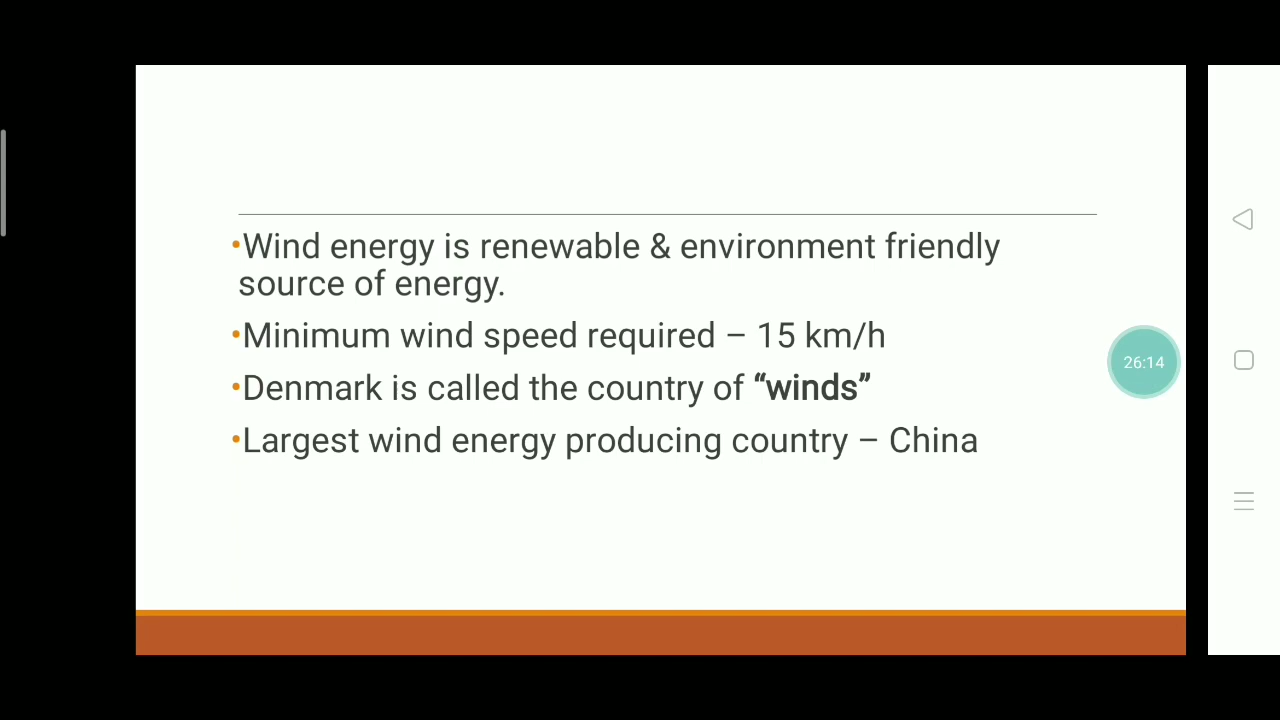 •Wind energy is renewable & environment friendly
source of energy.
•Minimum wind speed required – 15 km/h
•Denmark is called the country of “winds”
•Largest wind energy producing country – China
26:14